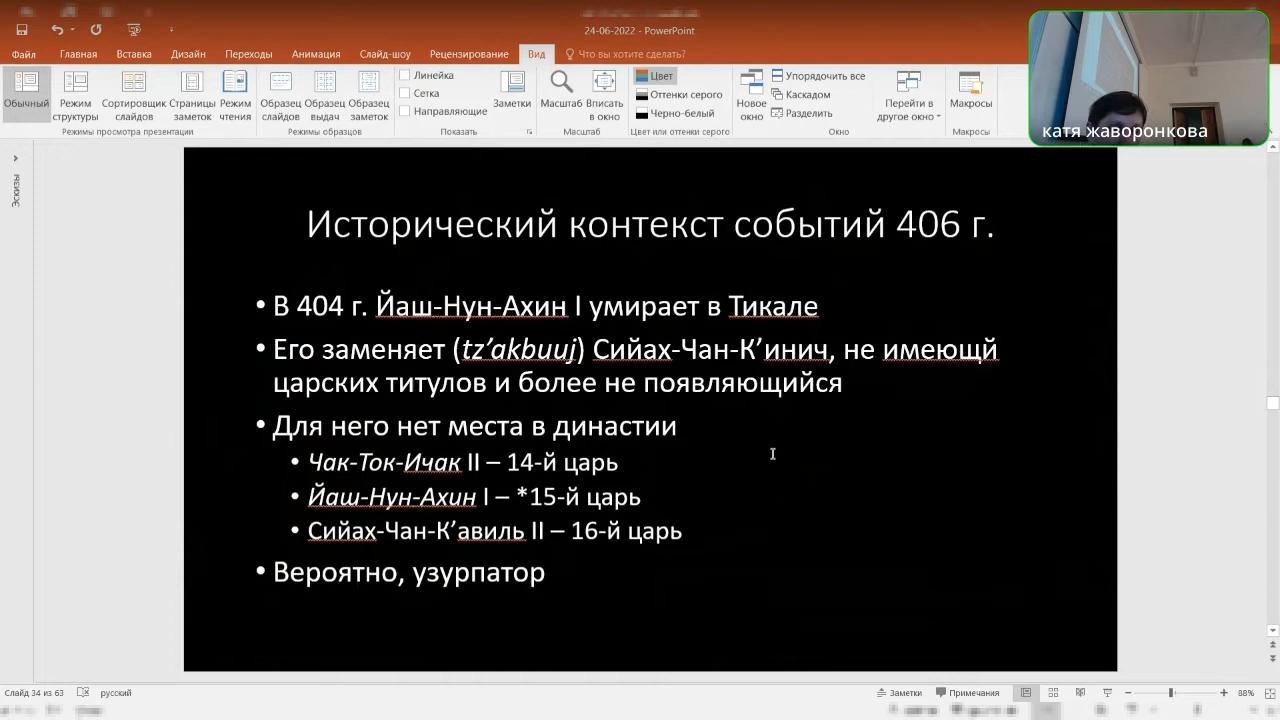 24-06-2022 - PowerPoint
Файл Главная Вставка Дизайн Переходы Анимация Слайд-шоу Рецензирование Вид Что вы хотите сделать?
Обычный
Режим структуры
Сортировщик слайдов
Страницы заметок
Режим чтения
Режимы просмотра презентации
Образец слайдов
Образец выдач
Образец заметок
Режимы образцов
Линейка
Сетка
Направляющие
Заметки
Показать
Масштаб
Вписать в окно
Масштаб
Цвет
Оттенки серого
Черно-белый
Цвет или оттенки серого
Новое окно
Упорядочить все
Каскадом
Разделить
Перейти в другое окно
Окно
Макросы
Макросы
катя жаворонкова
Эскизы
Исторический контекст событий 406 г.
• В 404 г. Йаш-Нун-Ахин I умирает в Тикале
• Его заменяет (tz’akbuuj) Сийах-Чан-К’инич, не имеющй
царских титулов и более не появляющийся
• Для него нет места в династии
• Чак-Ток-Ичак II – 14-й царь
• Йаш-Нун-Ахин I – *15-й царь
• Сийах-Чан-К’авиль II – 16-й царь
• Вероятно, узурпатор
Слайд 34 из 63 русский Заметки Примечания 88%